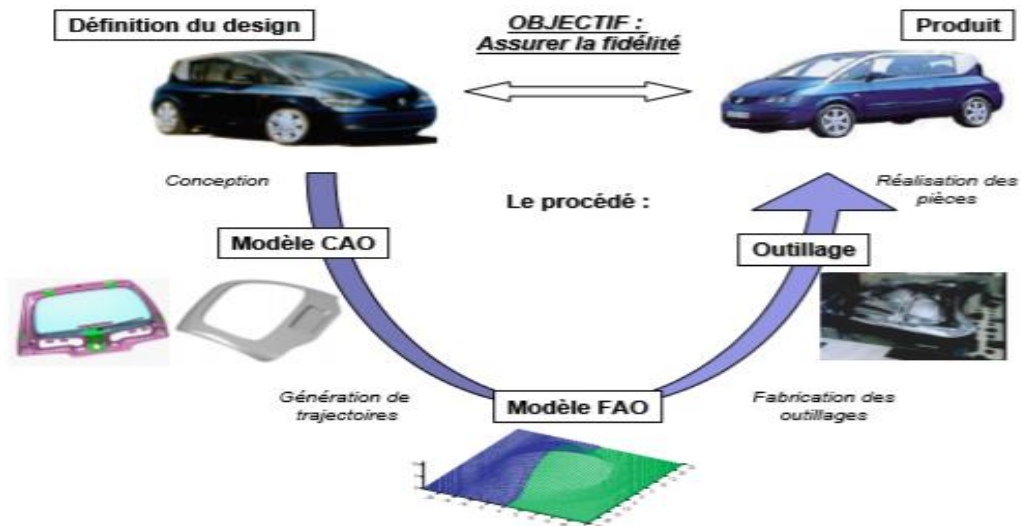 Définition du design
OBJECTIF :
Assurer la fidélité
Produit
Conception
Le procédé :
Réalisation des
pièces
Modèle CAO
Outillage
Génération de
trajectoires
Modèle FAO
Fabrication des
outillages